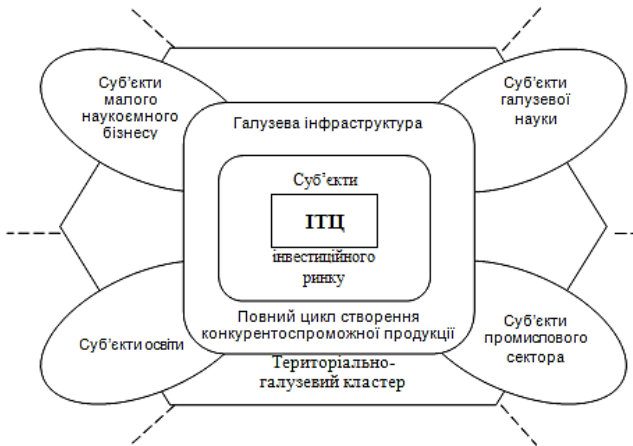 Суб'єкти
малого
наукоємного
бізнесу
Суб'єкти
галузевої
науки
Галузева інфраструктура
Суб'єкти
ІТЦ
інвестиційного
ринку
Повний цикл створення
конкурентоспроможної продукції
Суб'єкти освіти
Суб'єкти
промислового
сектора
Територіально-
галузевий кластер